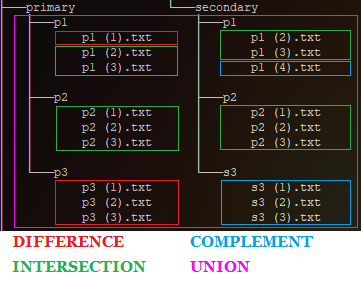 primary secondary
p1 p1
p1 (1).txt p1 (2).txt
p1 (2).txt p1 (3).txt
p1 (3).txt p1 (4).txt
p2 p2
p2 (1).txt p2 (1).txt
p2 (2).txt p2 (2).txt
p2 (3).txt p2 (3).txt
p3 s3
p3 (1).txt s3 (1).txt
p3 (2).txt s3 (2).txt
p3 (3).txt s3 (3).txt
DIFFERENCE COMPLEMENT
INTERSECTION UNION